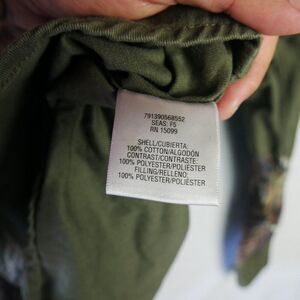 791390568552
SEAS: F5
RN 15099
SHELL/CUBIERTA:
100% COTTON/ALGODÓN
CONTRAST/CONTRASTE:
100% POLYESTER/POLIÉSTER
FILLING/RELLENO:
100% POLYESTER/POLIÉSTER